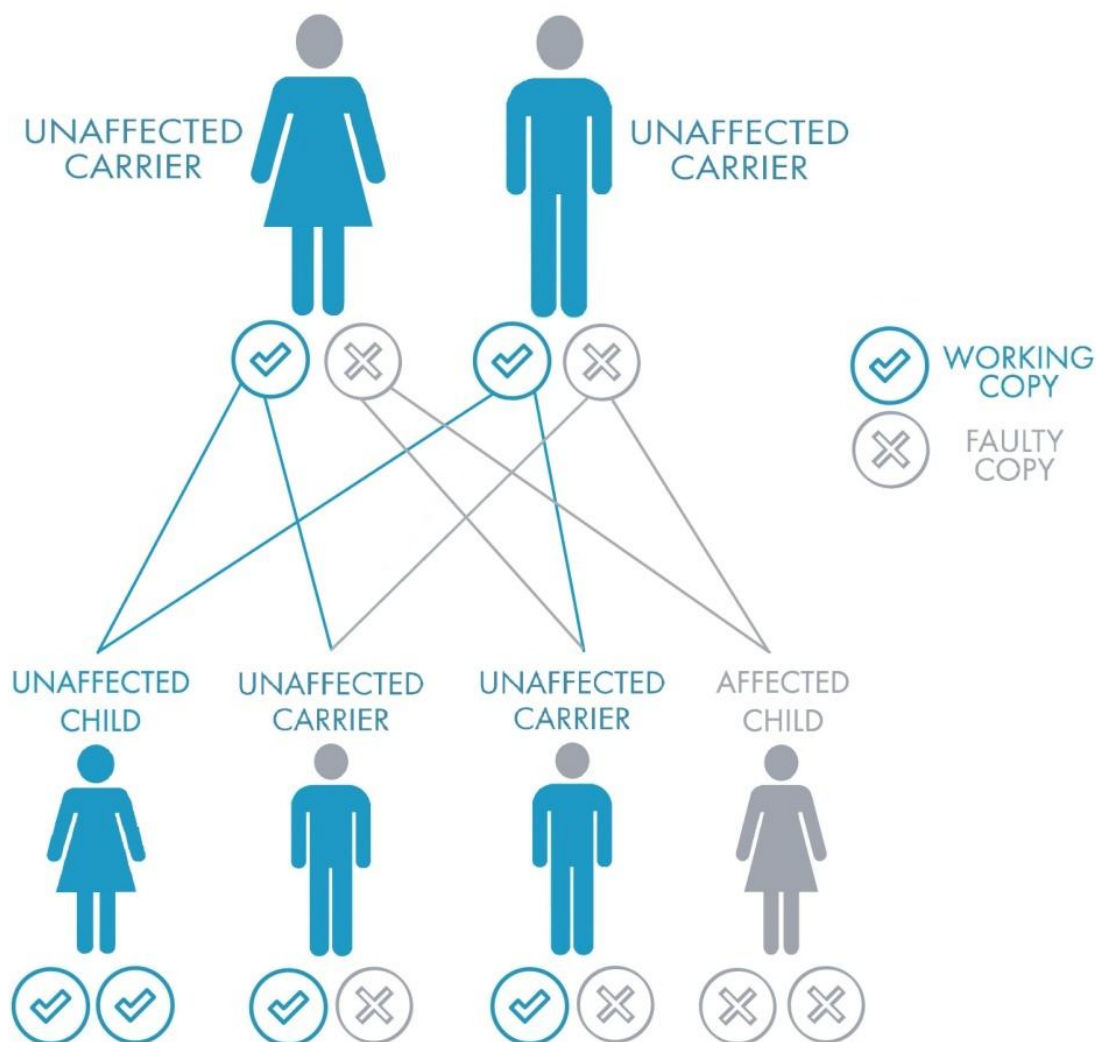 UNAFFECTED
CARRIER
UNAFFECTED
CARRIER
WORKING
COPY
FAULTY
COPY
UNAFFECTED
CHILD
UNAFFECTED
CARRIER
UNAFFECTED
CARRIER
AFFECTED
CHILD